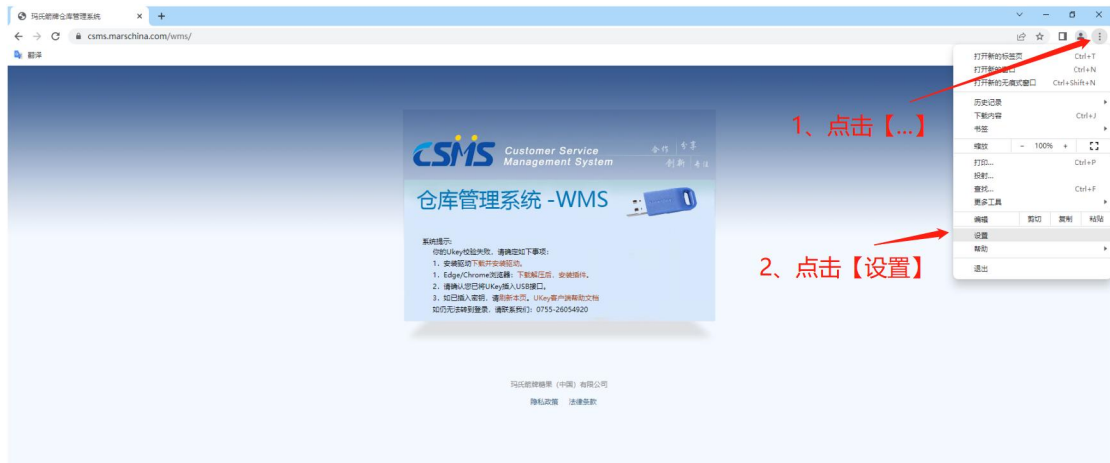 玛氏箭牌仓库管理系统
csms.marschina.com/wms/
翻译
打开新的标签页 Ctrl+T
打开新的窗口 Ctrl+N
打开新的无痕式窗口 Ctrl+Shift+N
历史记录
下载内容 Ctrl+J
书签
缩放 - 100% +
打印... Ctrl+P
投射...
查找... Ctrl+F
更多工具
编辑 剪切 复制 粘贴
设置
帮助
退出
1、点击【...】
2、点击【设置】
CSMS Customer Service
Management System
合作 分享
创新 专注
仓库管理系统 -WMS
系统提示:
你的Ukey校验失败，请确定如下事项:
1、安装驱动下载并安装驱动。
1、Edge/Chrome浏览器：下载解压后，安装插件。
2、请确认您已将UKey插入USB接口。
3、如已插入密钥，请刷新本页。UKey客户端帮助文档
如仍无法转到登录，请联系我们：0755-26054920
玛氏箭牌糖果（中国）有限公司
隐私政策 法律条款